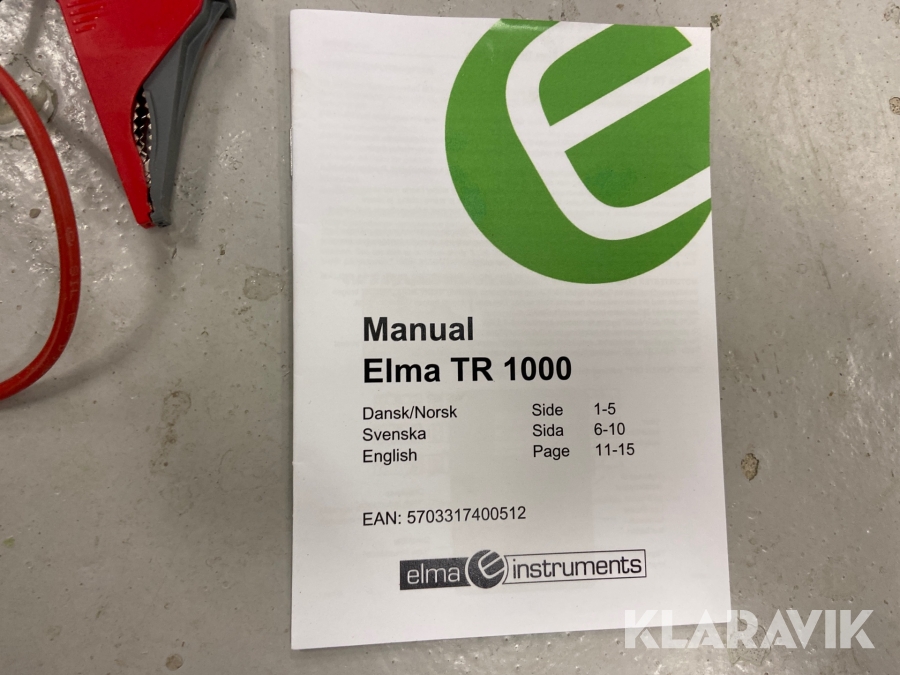 Manual
Elma TR 1000
Dansk/Norsk Side 1-5
Svenska Sida 6-10
English Page 11-15
EAN: 5703317400512
elma instruments
KLARAVIK